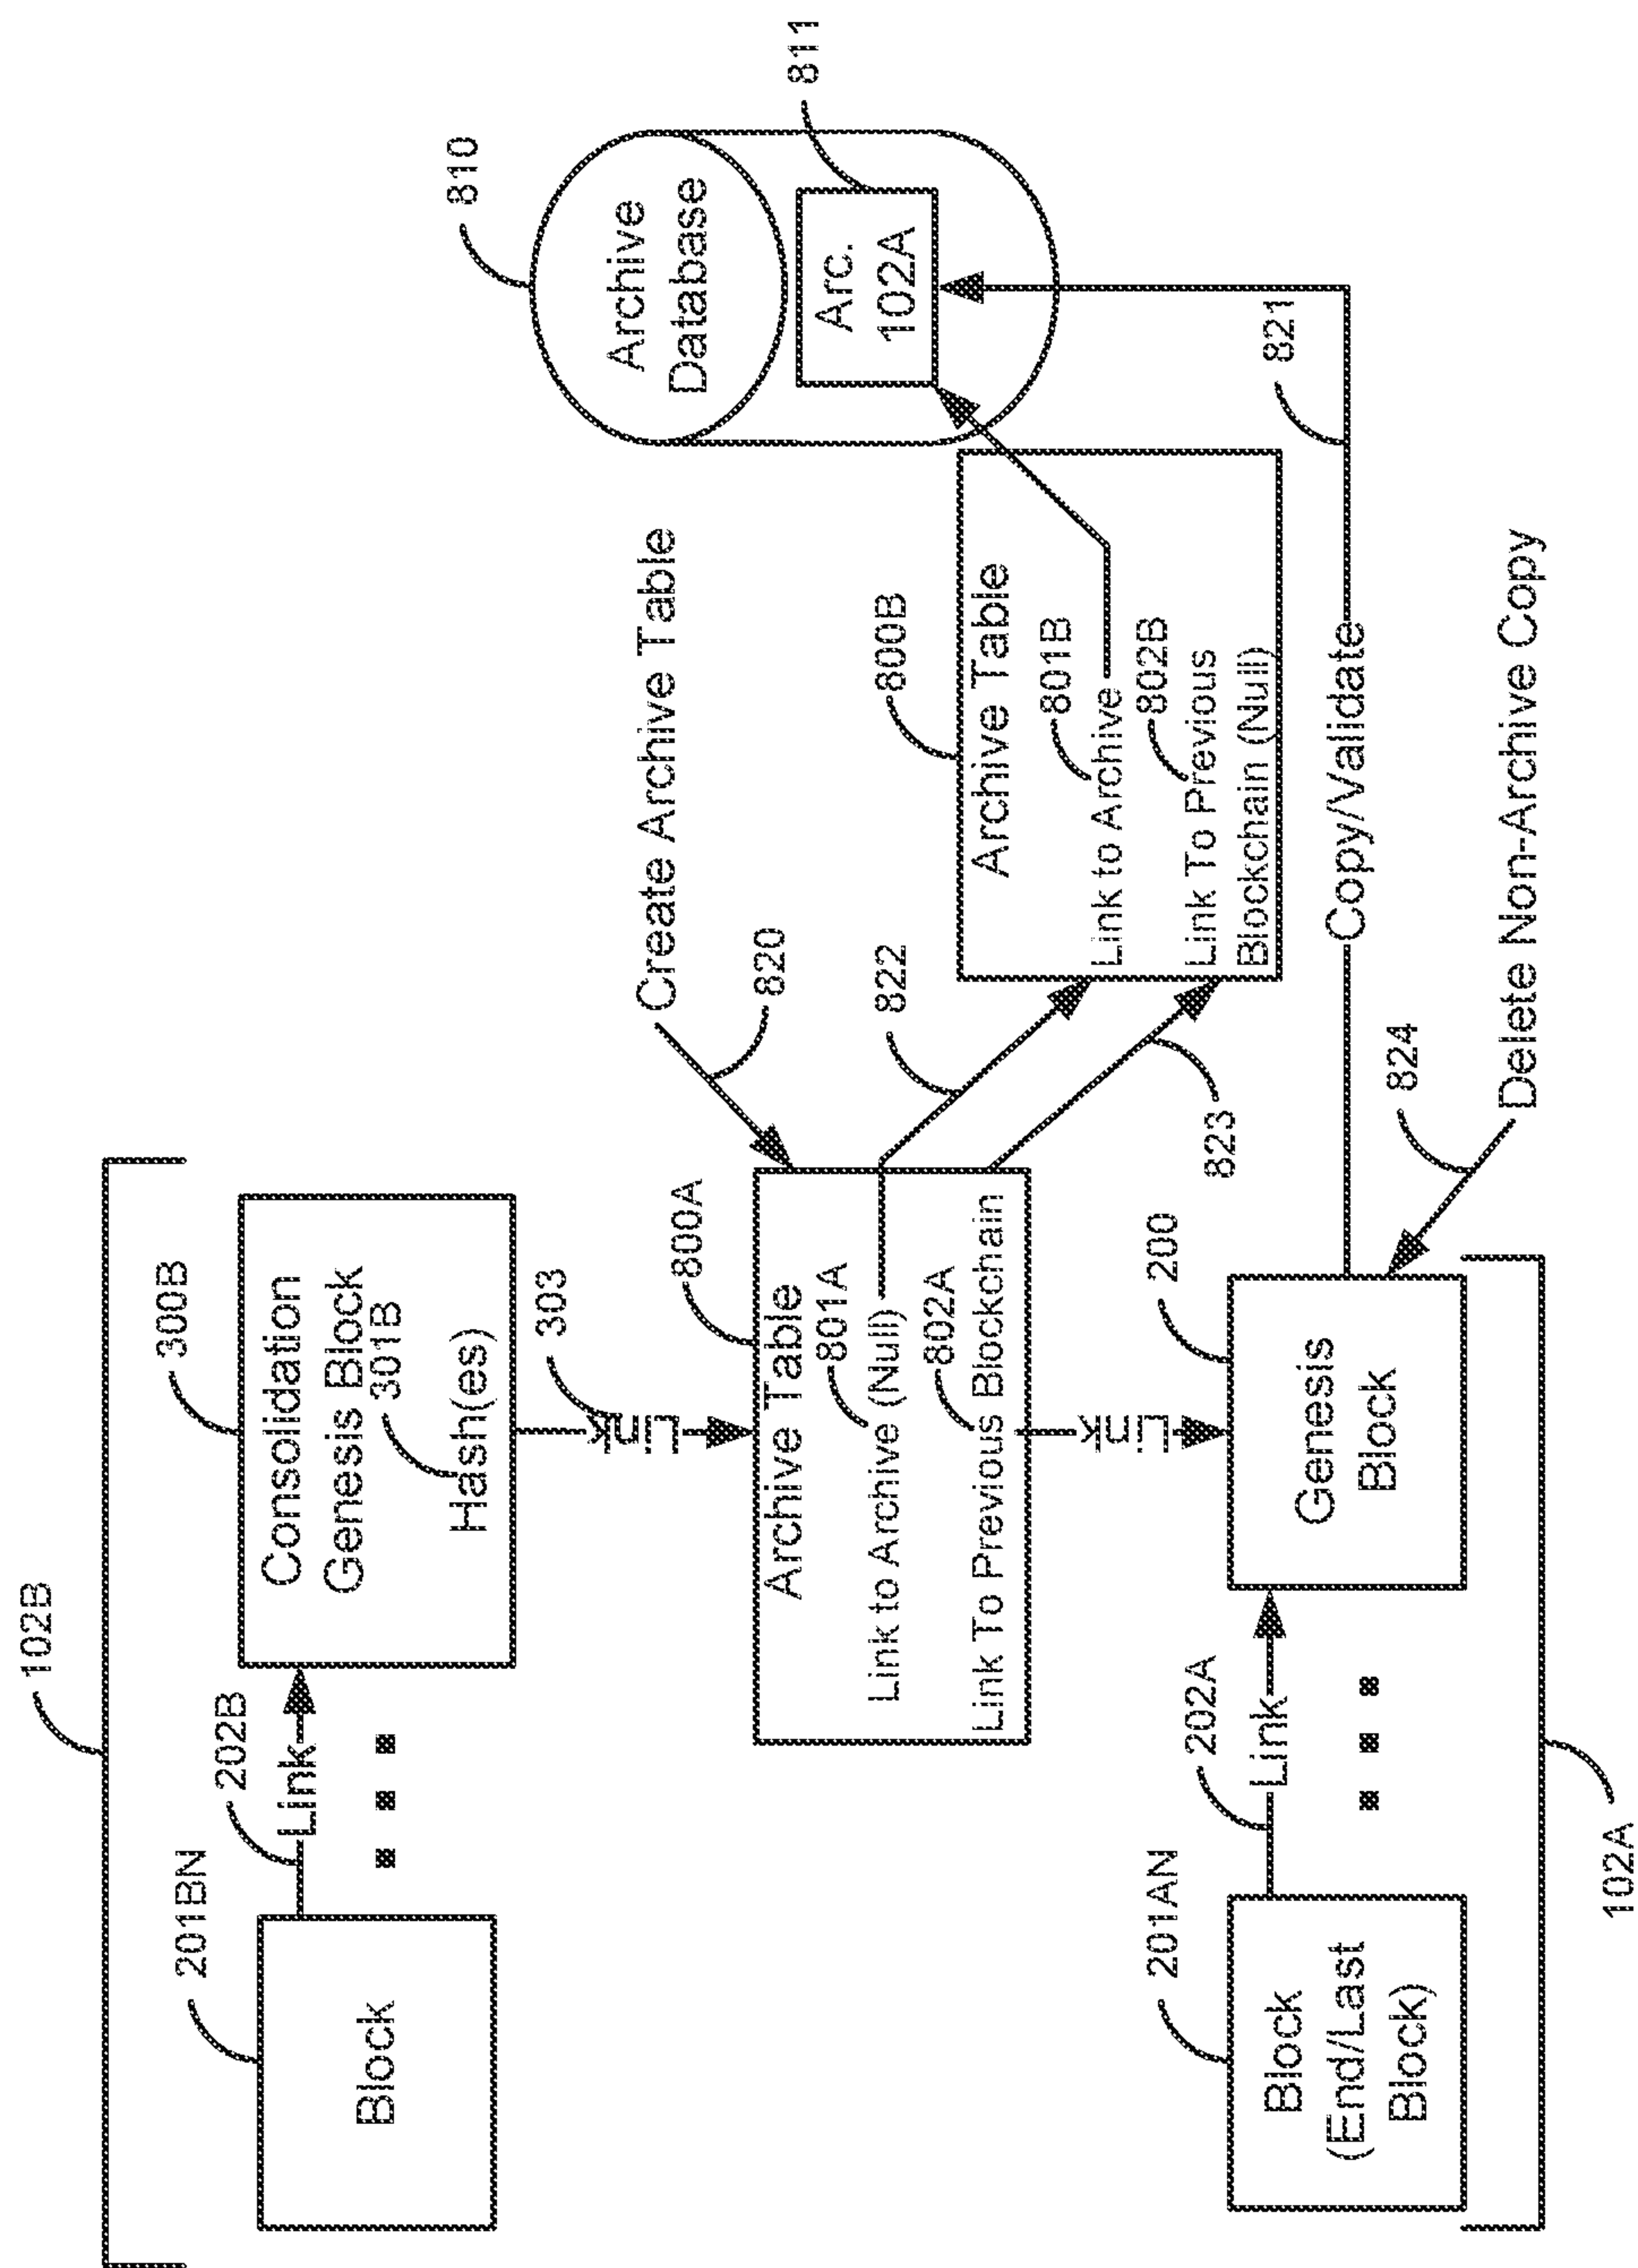 102B
201BN
Block
202B
Link
300B
Consolidation
Genesis Block
301B
Hash(es)
303
Link
800A
Archive Table
801A
Link to Archive (Null)
802A
Link To Previous Blockchain
Link
Create Archive Table
820
822
823
800B
Archive Table
801B
Link to Archive
802B
Link To Previous
Blockchain (Null)
810
Archive
Database
811
Arc.
102A
821
Copy/Validate
201AN
Block
(End/Last
Block)
202A
Link
200
Genesis
Block
824
Delete Non-Archive Copy
102A